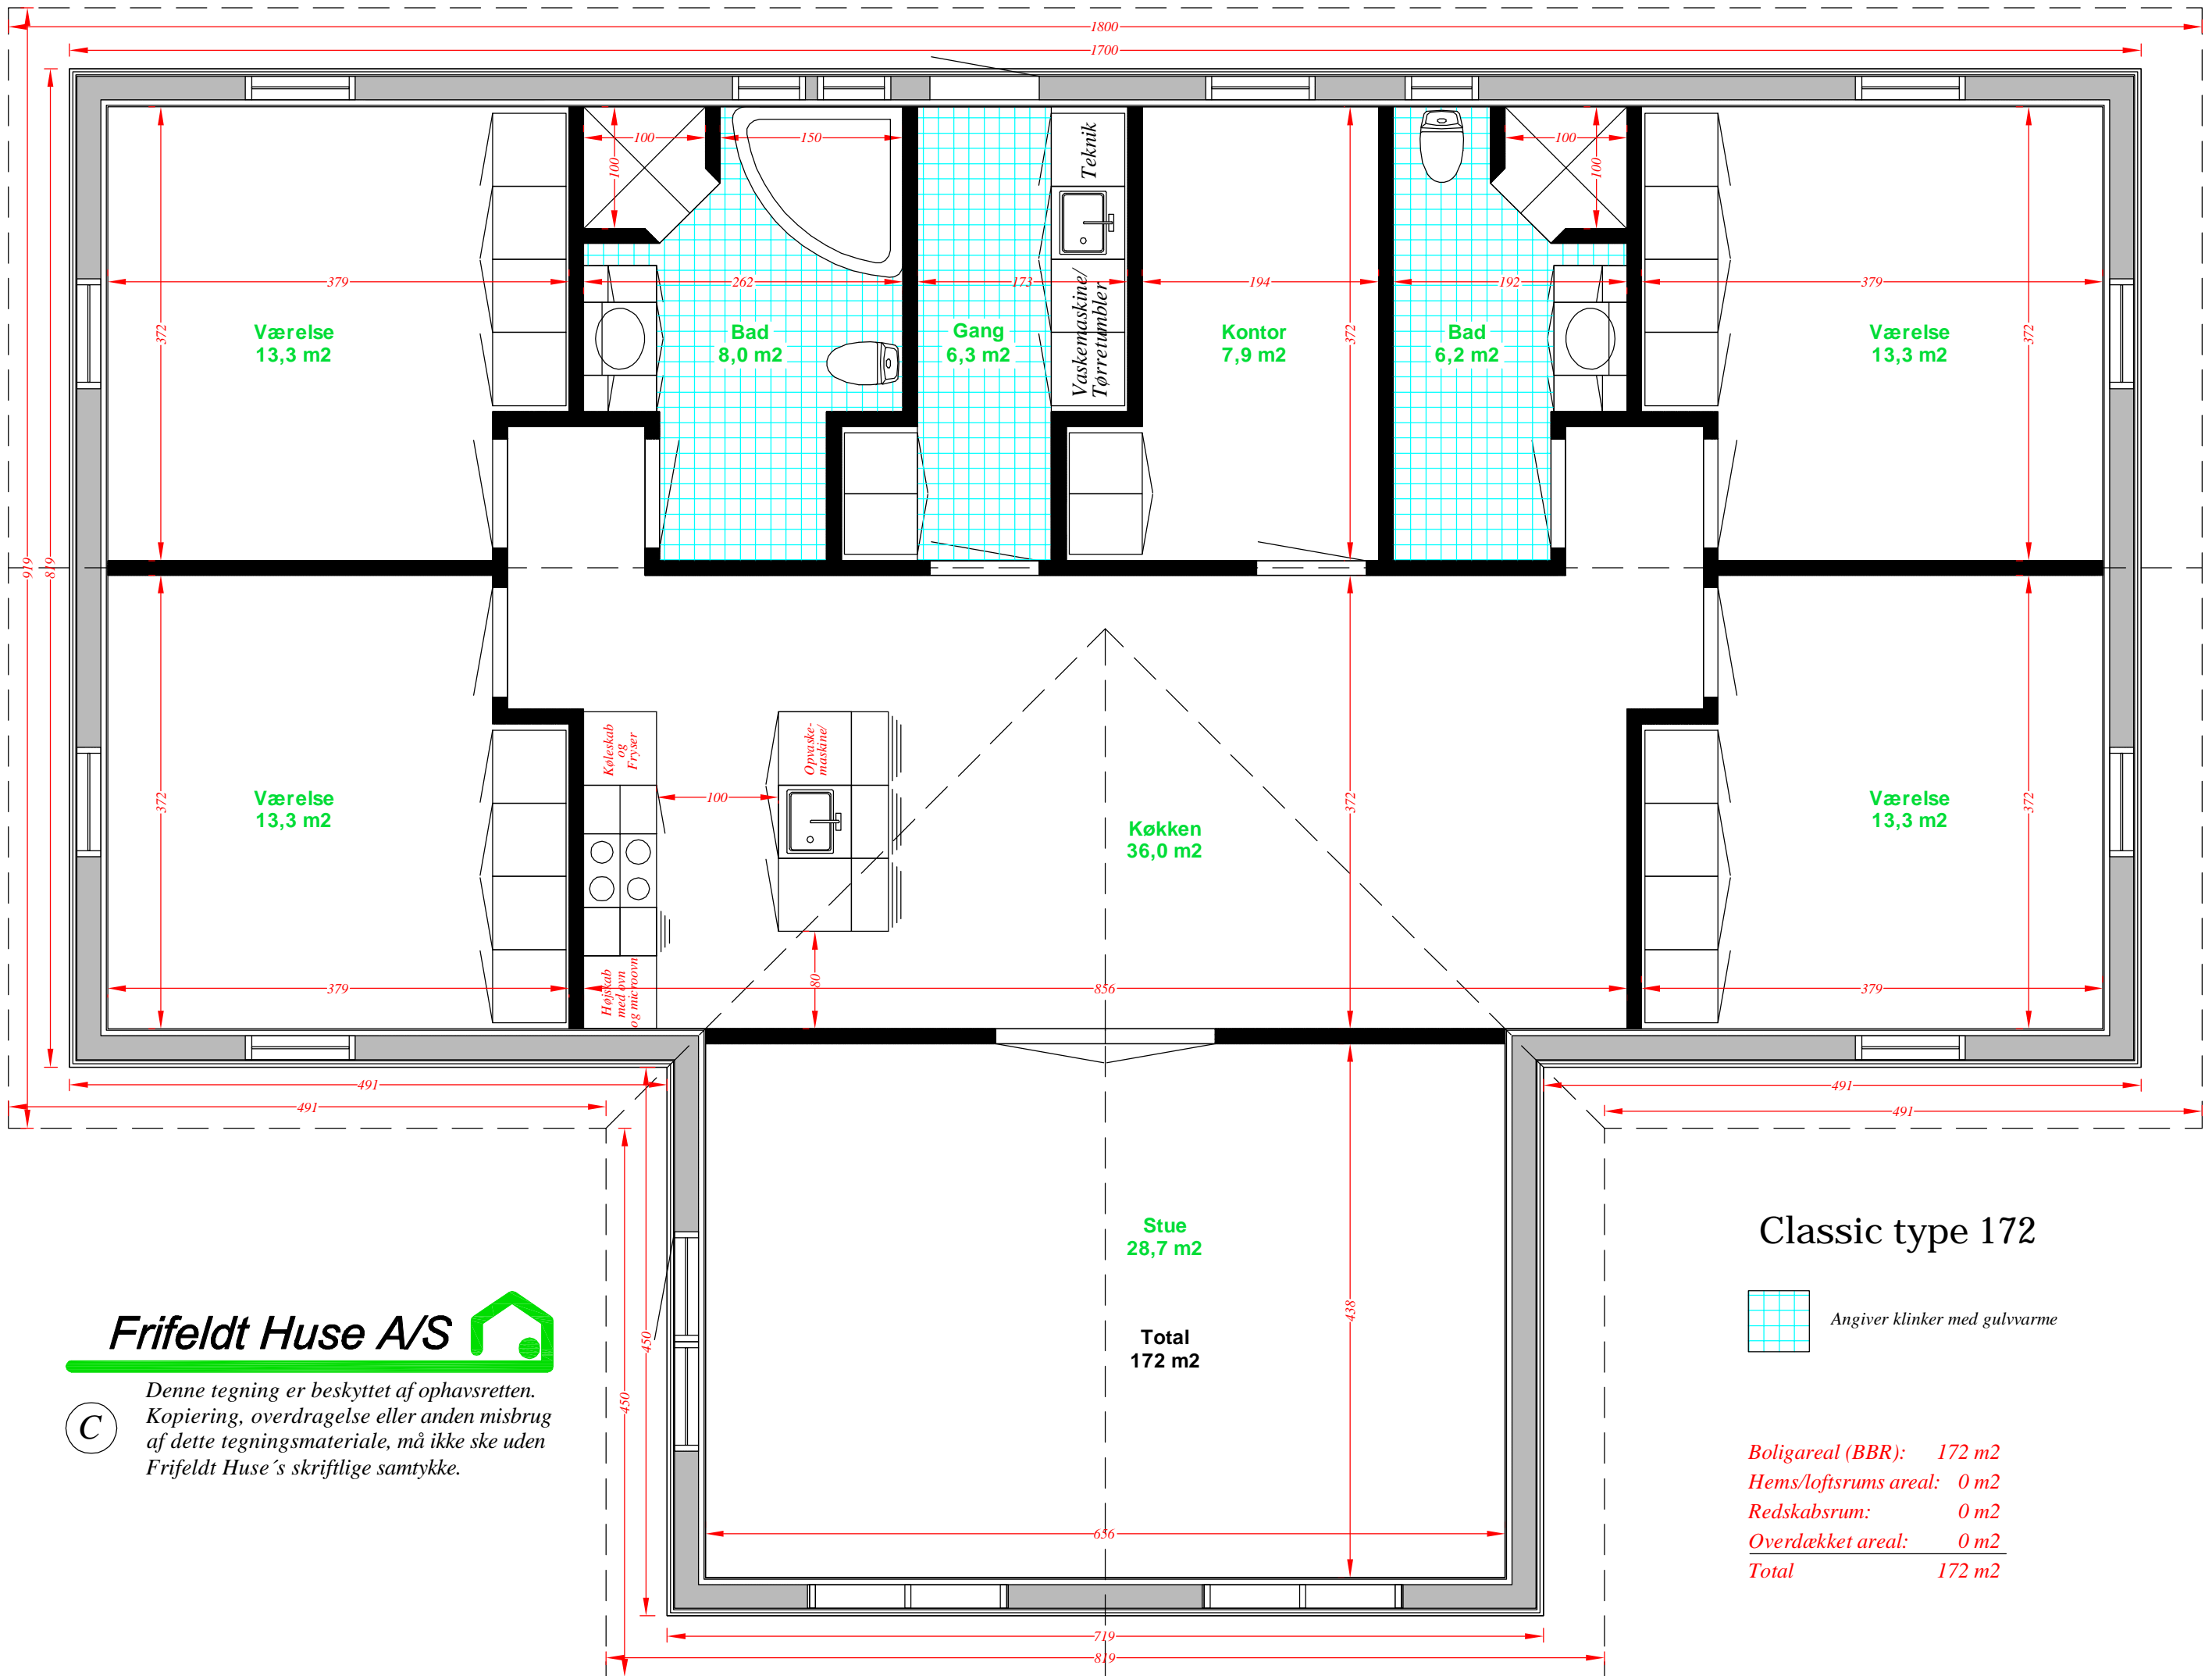 1800
1700
100
150
100
100
100
Teknik
379
262
173
194
192
379
372
372
372
Værelse
13,3 m2
Bad
8,0 m2
Gang
6,3 m2
Vaskemaskine/
Tørretumbler
Kontor
7,9 m2
Bad
6,2 m2
Værelse
13,3 m2
919
819
Køleskab
og
Fryser
Opvaske-
maskine/
100
372
372
372
Værelse
13,3 m2
Køkken
36,0 m2
Værelse
13,3 m2
Højskab
med ovn
og microovn
80
379
856
379
491
491
491
491
Stue
28,7 m2
Total
172 m2
438
450
450
656
719
819
Classic type 172
Angiver klinker med gulvvarme
Frifeldt Huse A/S
C
Denne tegning er beskyttet af ophavsretten.
Kopiering, overdragelse eller anden misbrug
af dette tegningsmateriale, må ikke ske uden
Frifeldt Huse´s skriftlige samtykke.
Boligareal (BBR): 172 m2
Hems/loftsrums areal: 0 m2
Redskabsrum: 0 m2
Overdækket areal: 0 m2
Total 172 m2